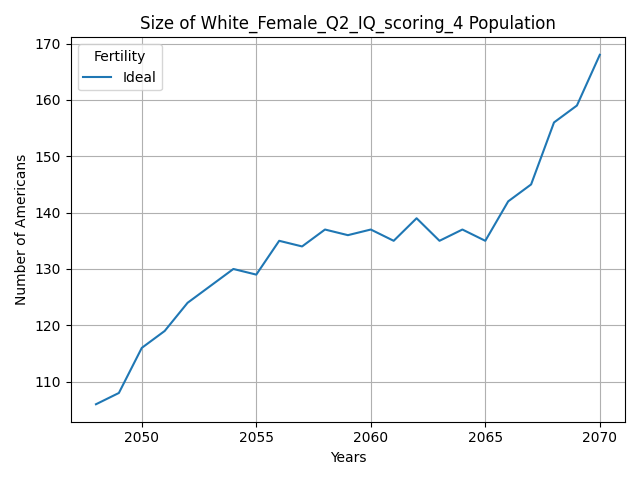 Size of White_Female_Q2_IQ_scoring_4 Population
Fertility
Ideal
Number of Americans
170
160
150
140
130
120
110
2050
2055
2060
2065
2070
Years